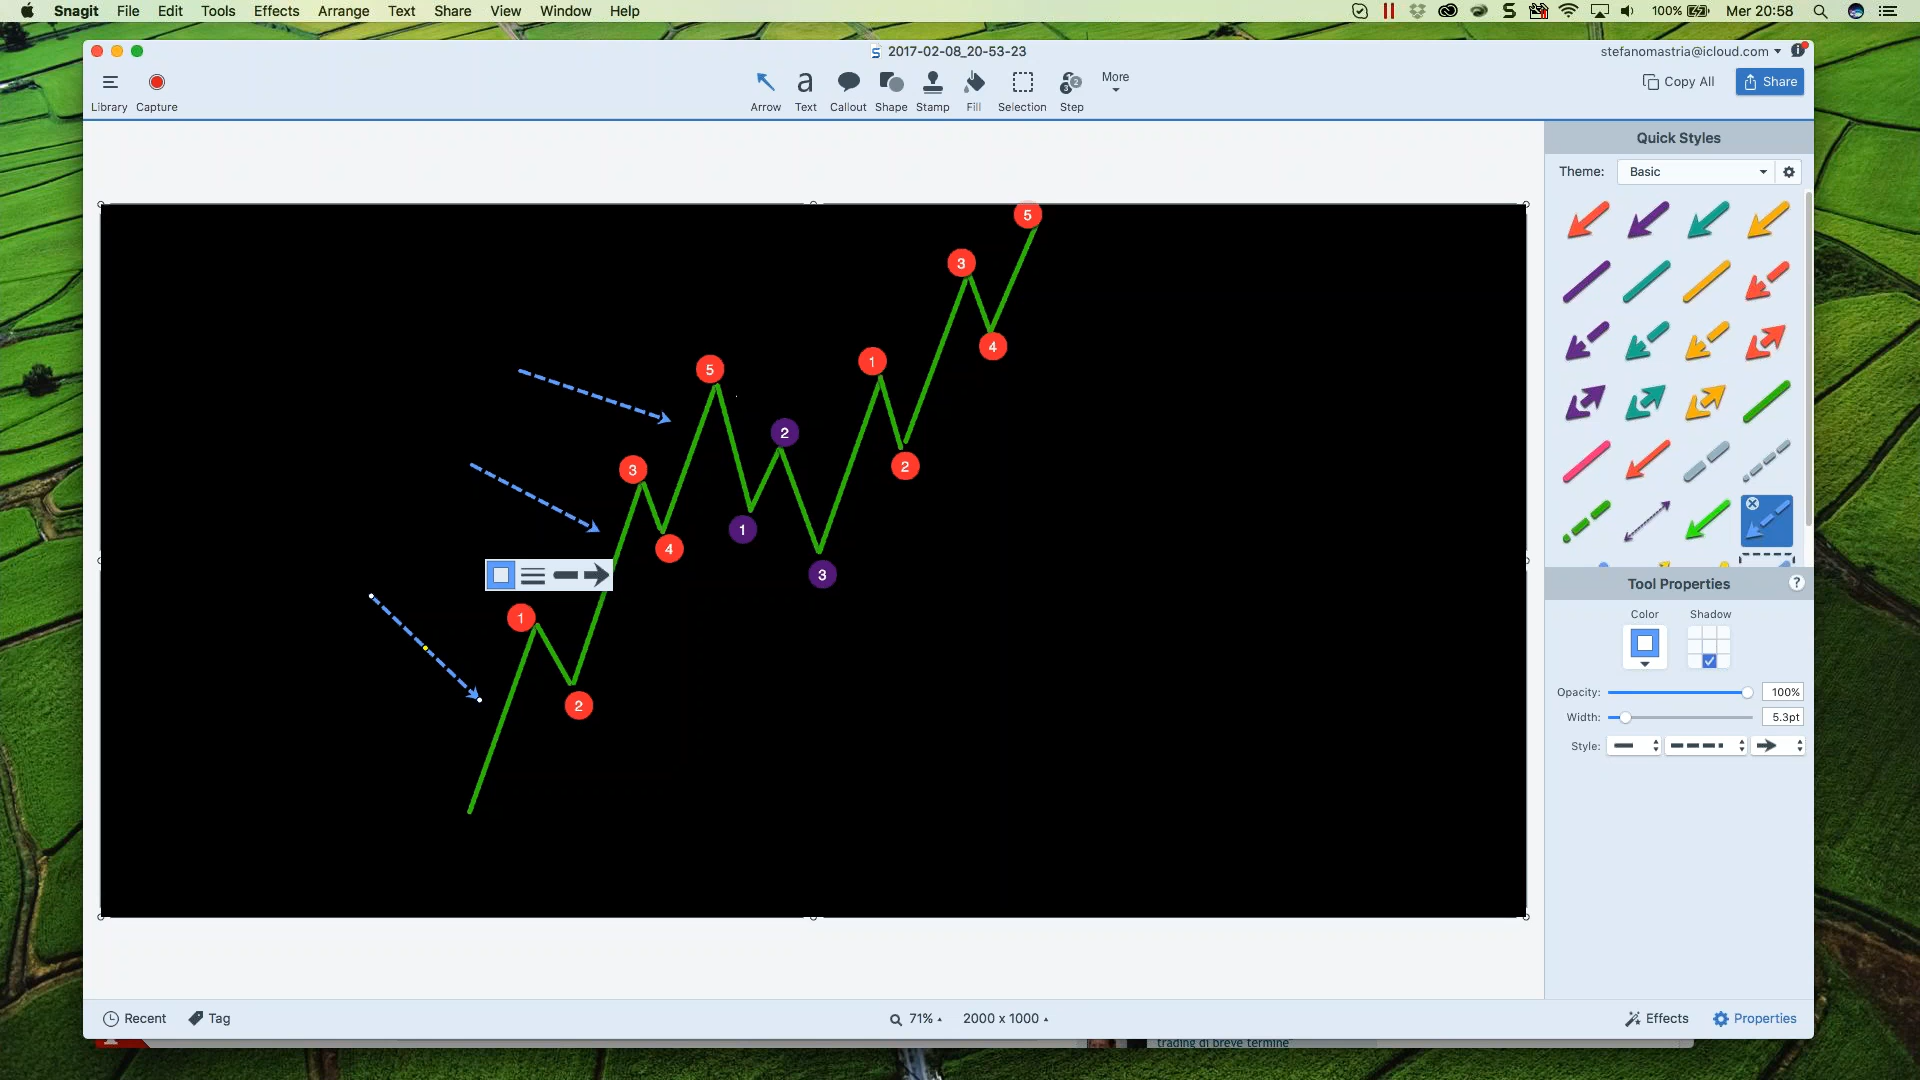 Snagit File Edit Tools Effects Arrange Text Share View Window Help 100% Mer 20:58
2017-02-08_20-53-23 stefanomastria@icloud.com
Library Capture Arrow Text Callout Shape Stamp Fill Selection Step More Copy All Share
Quick Styles
Theme: Basic
5
3
4
1
5
2
2
3
1
4
3
1
2
Tool Properties ?
Color Shadow
Opacity: 100%
Width: 5.3pt
Style:
Recent Tag 71% 2000 x 1000 Effects Properties
trading di breve termine"